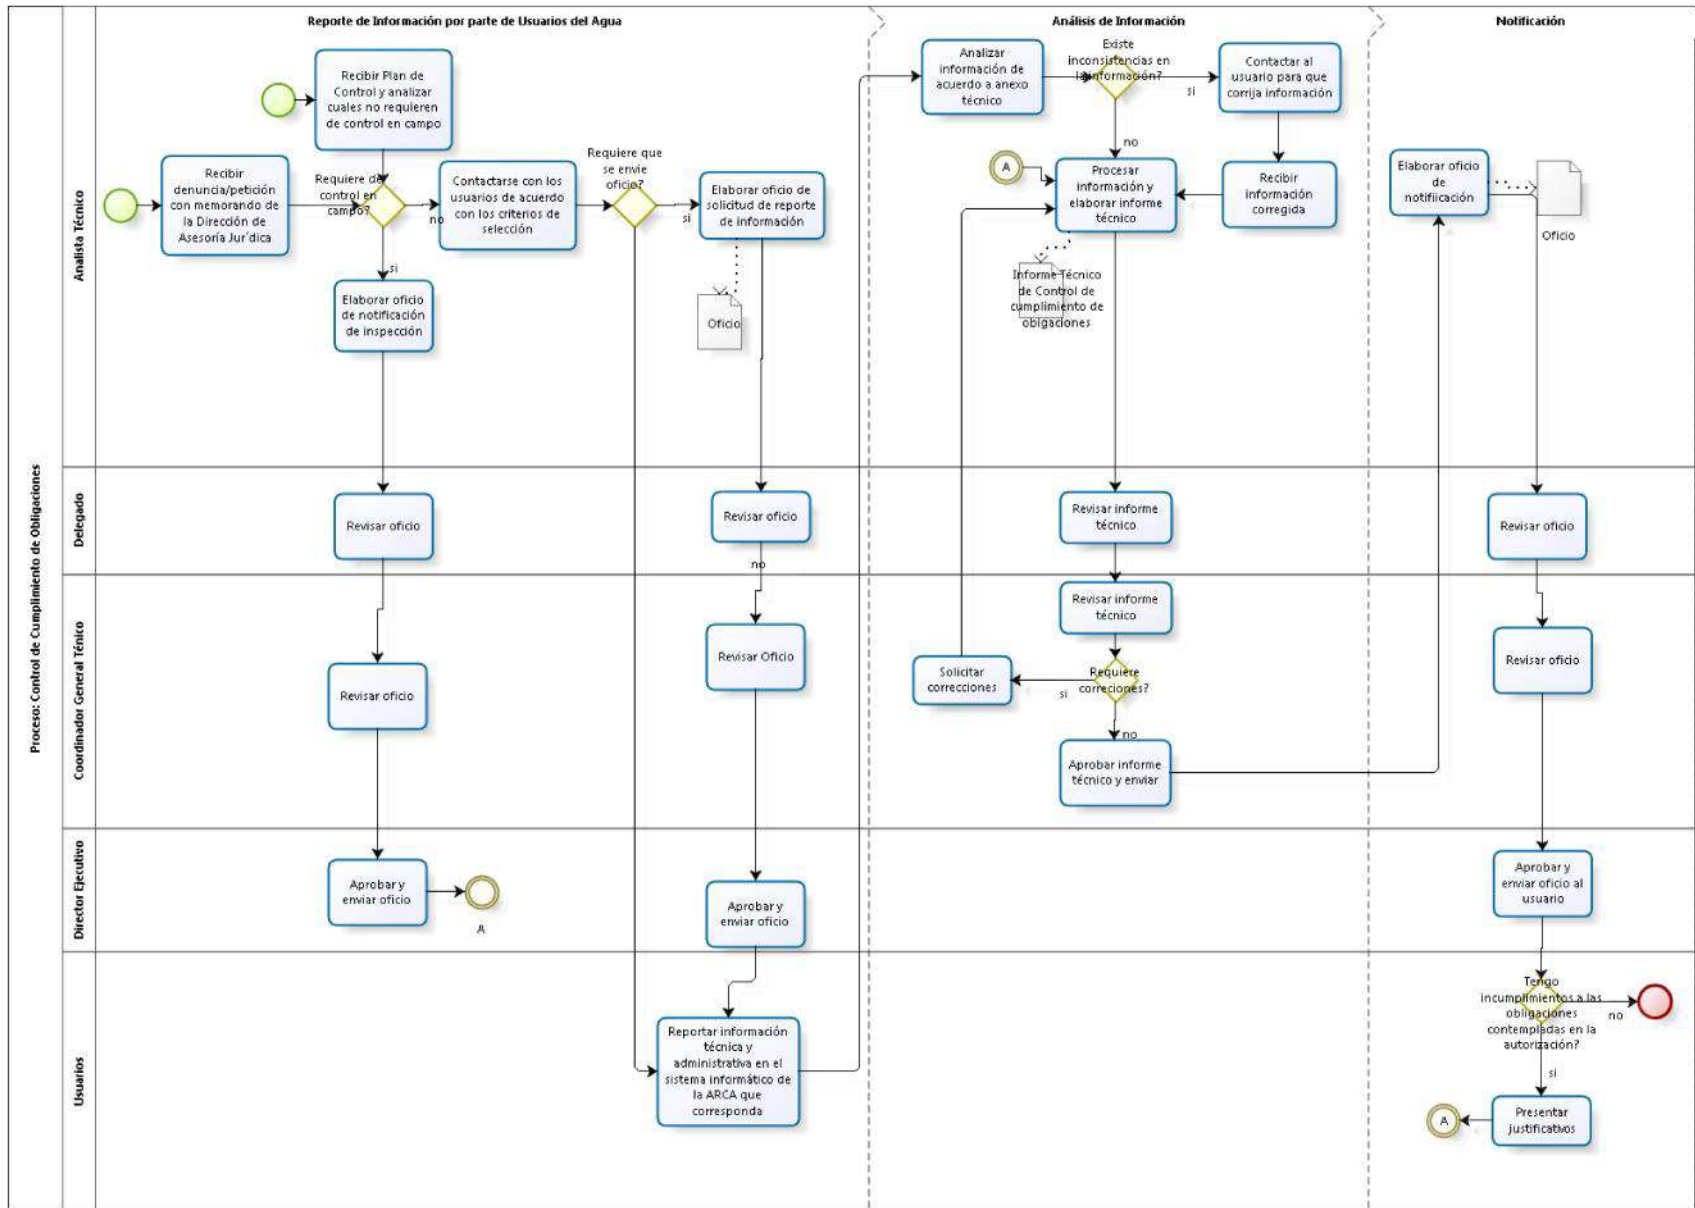 Reporte de Información por parte de Usuarios del Agua
Análisis de Información
Notificación
Proceso: Control de Cumplimiento de Obligaciones
Analista Técnico
Recibir Plan de
Control y analizar
cuales no requieren
de control en campo
Recibir
denuncia/petición
con memorando de
la Dirección de
Asesoría Jurídica
Requiere de
control en
campo?
no
si
Contactarse con los
usuarios de acuerdo
con los criterios de
selección
Requiere que
se envie
oficio?
si
Elaborar oficio de
solicitud de reporte
de información
Oficio
Elaborar oficio
de notificación
de inspección
Analizar
información de
acuerdo a anexo
técnico
Existe
inconsistencias en
la información?
si
no
Contactar al
usuario para que
corrija información
Recibir
información
corregida
A
Procesar
información y
elaborar informe
técnico
Informe Técnico
de Control de
cumplimiento de
obigaciones
Elaborar oficio
de
notifiicación
Oficio
Delegado
Revisar oficio
Revisar oficio
no
Revisar informe
técnico
Revisar oficio
Coordinador General Ténico
Revisar oficio
Revisar Oficio
Revisar informe
técnico
Requiere
correciones?
si
no
Solicitar
correcciones
Aprobar informe
técnico y enviar
Revisar oficio
Director Ejecutivo
Aprobar y
enviar oficio
A
Aprobar y
enviar oficio
Aprobar y
enviar oficio al
usuario
Usuarios
Reportar información
técnica y
administrativa en el
sistema informático de
la ARCA que
corresponda
Tengo
incumplimientos a las
obligaciones
contempladas en la
autorización?
no
si
Presentar
justificativos
A